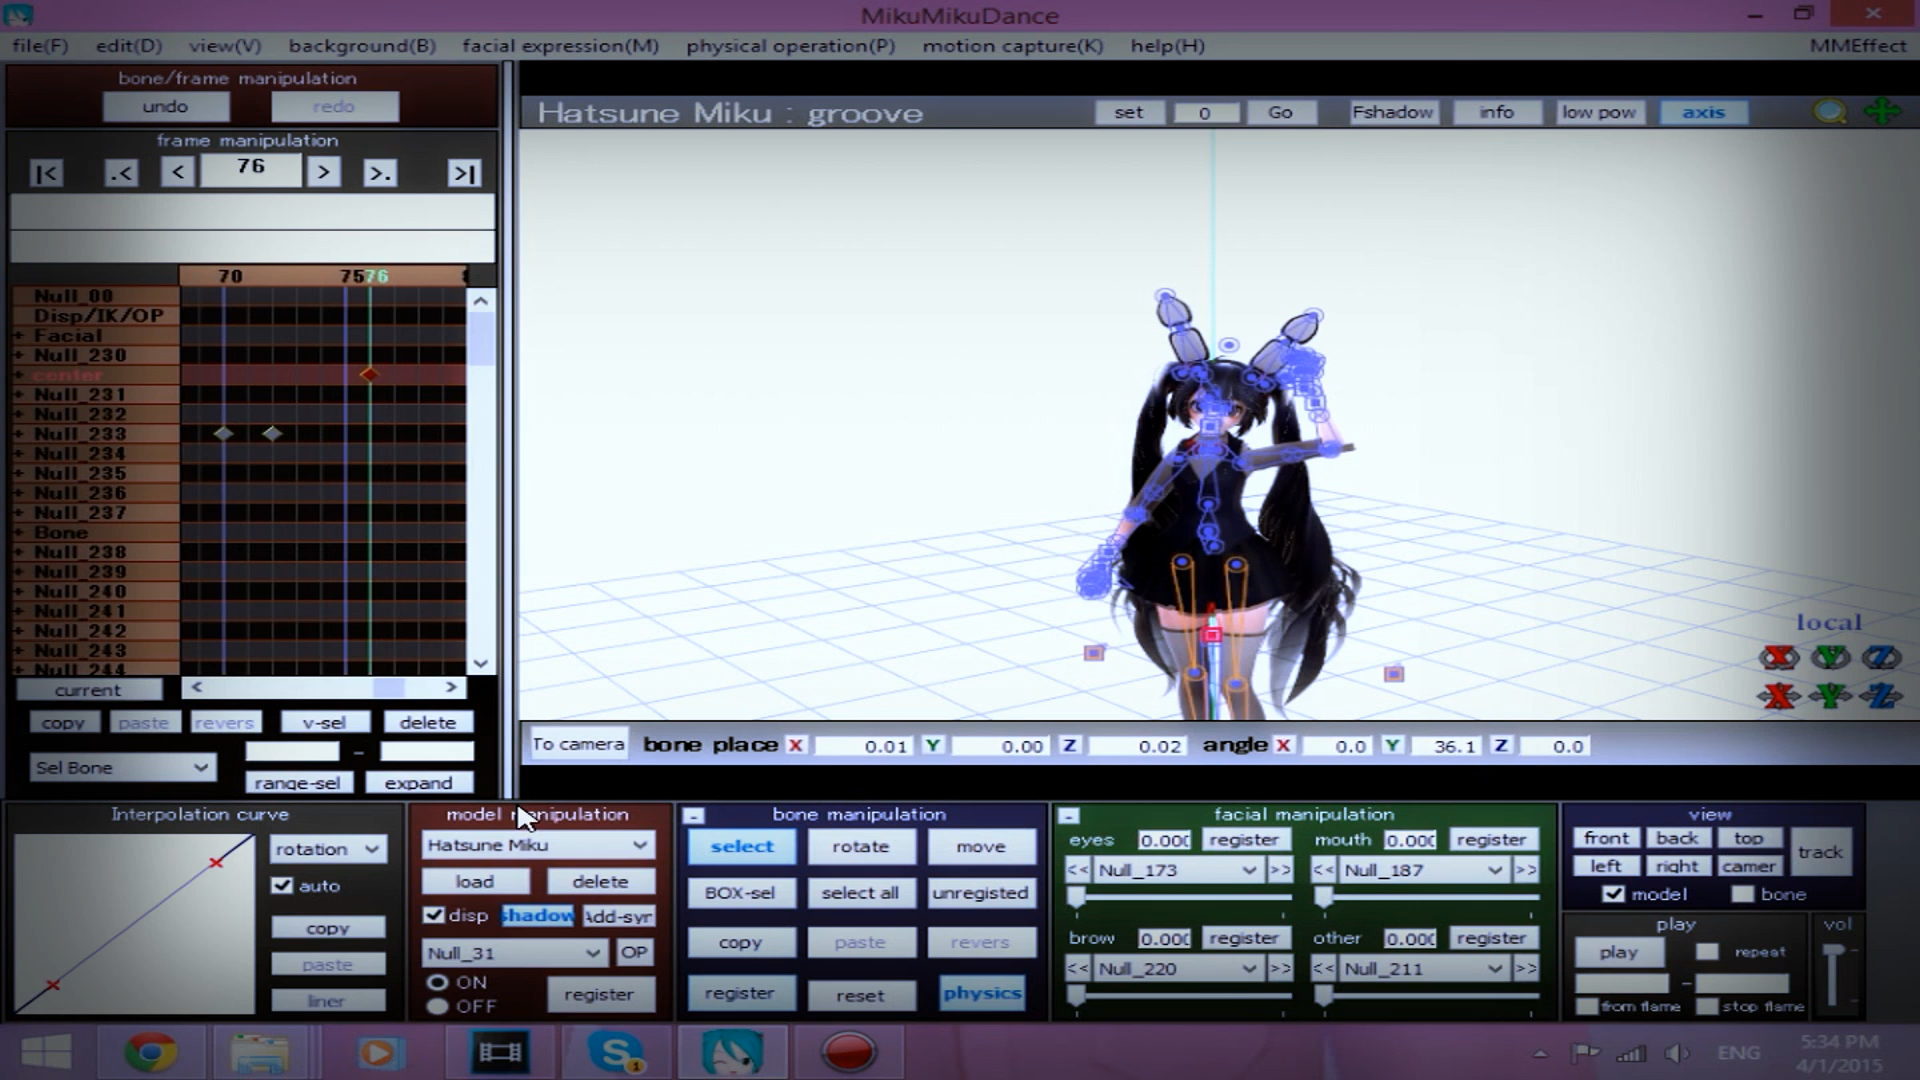 MikuMikuDance
file(F) edit(D) view(V) background(B) facial expression(M) physical operation(P) motion capture(K) help(H) MMEffect
bone/frame manipulation
undo redo
frame manipulation
|< .< < 76 > >. >|
Hatsune Miku : groove set 0 Go Fshadow info low pow axis
70 75 76
Null_00
Disp/IK/OP
+ Facial
+ Null_230
+ center
+ Null_231
+ Null_232
+ Null_233
+ Null_234
+ Null_235
+ Null_236
+ Null_237
+ Bone
+ Null_238
+ Null_239
+ Null_240
+ Null_241
+ Null_242
+ Null_243
+ Null_244
local
X Y Z
X Y Z
current < >
copy paste revers v-sel delete
Sel Bone -
range-sel expand
To camera bone place X 0.01 Y 0.00 Z 0.02 angle X 0.0 Y 36.1 Z 0.0
Interpolation curve
rotation
auto
copy
paste
liner
model manipulation
Hatsune Miku
load delete
disp shadow
Null_31 OP
ON
OFF
register
- bone manipulation
select rotate move
BOX-sel select all unregisted
copy paste revers
register reset physics
- facial manipulation
eyes 0.000 register mouth 0.000 register
<< Null_173 >> << Null_187 >>
brow 0.000 register other 0.000 register
<< Null_220 >> << Null_211 >>
view
front back top
left right camer
track
model bone
play
play repeat
-
from flame stop flame
vol
ENG
5:34 PM
4/1/2015